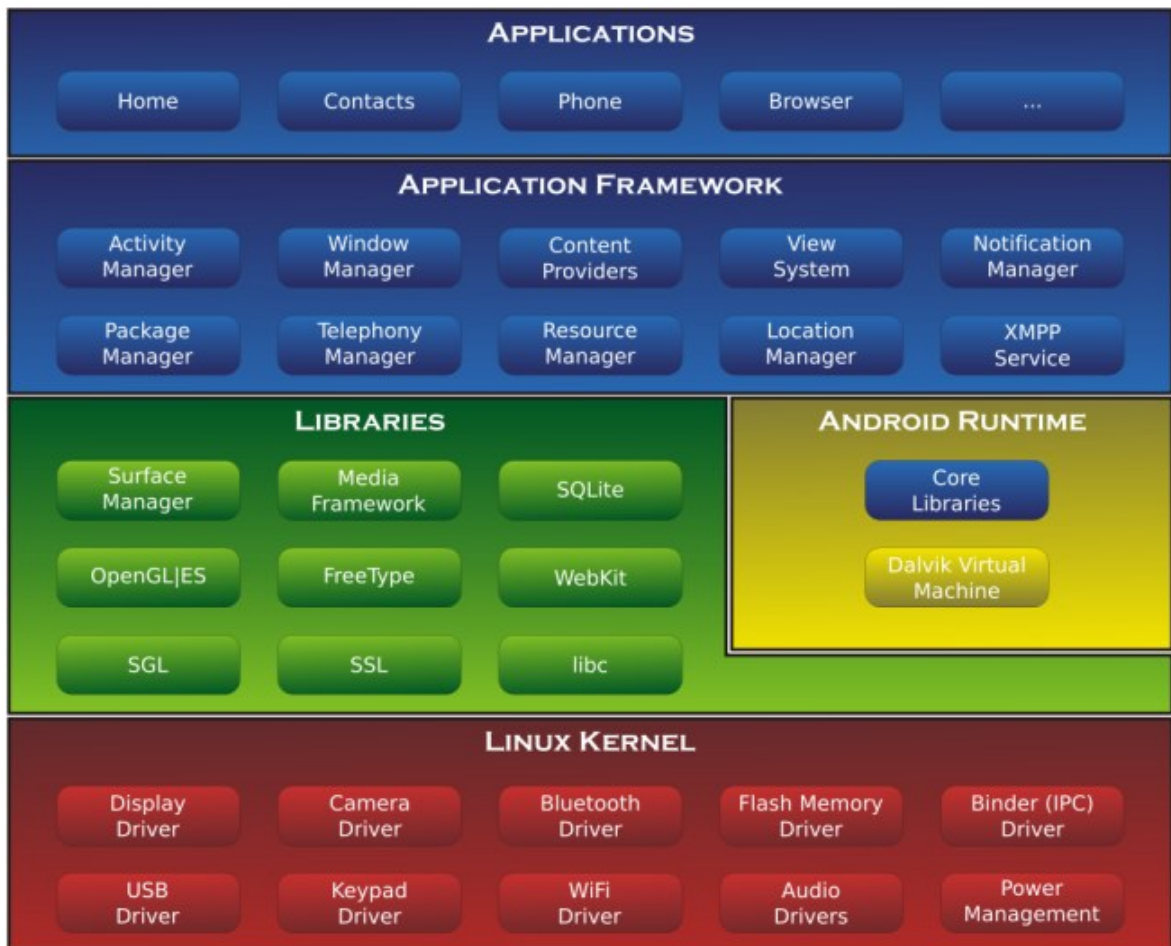 APPLICATIONS
Home
Contacts
Phone
Browser
...
APPLICATION FRAMEWORK
Activity
Manager
Window
Manager
Content
Providers
View
System
Notification
Manager
Package
Manager
Telephony
Manager
Resource
Manager
Location
Manager
XMPP
Service
LIBRARIES
Surface
Manager
Media
Framework
SQLite
OpenGL|ES
FreeType
WebKit
SGL
SSL
libc
ANDROID RUNTIME
Core
Libraries
Dalvik Virtual
Machine
LINUX KERNEL
Display
Driver
Camera
Driver
Bluetooth
Driver
Flash Memory
Driver
Binder (IPC)
Driver
USB
Driver
Keypad
Driver
WiFi
Driver
Audio
Drivers
Power
Management